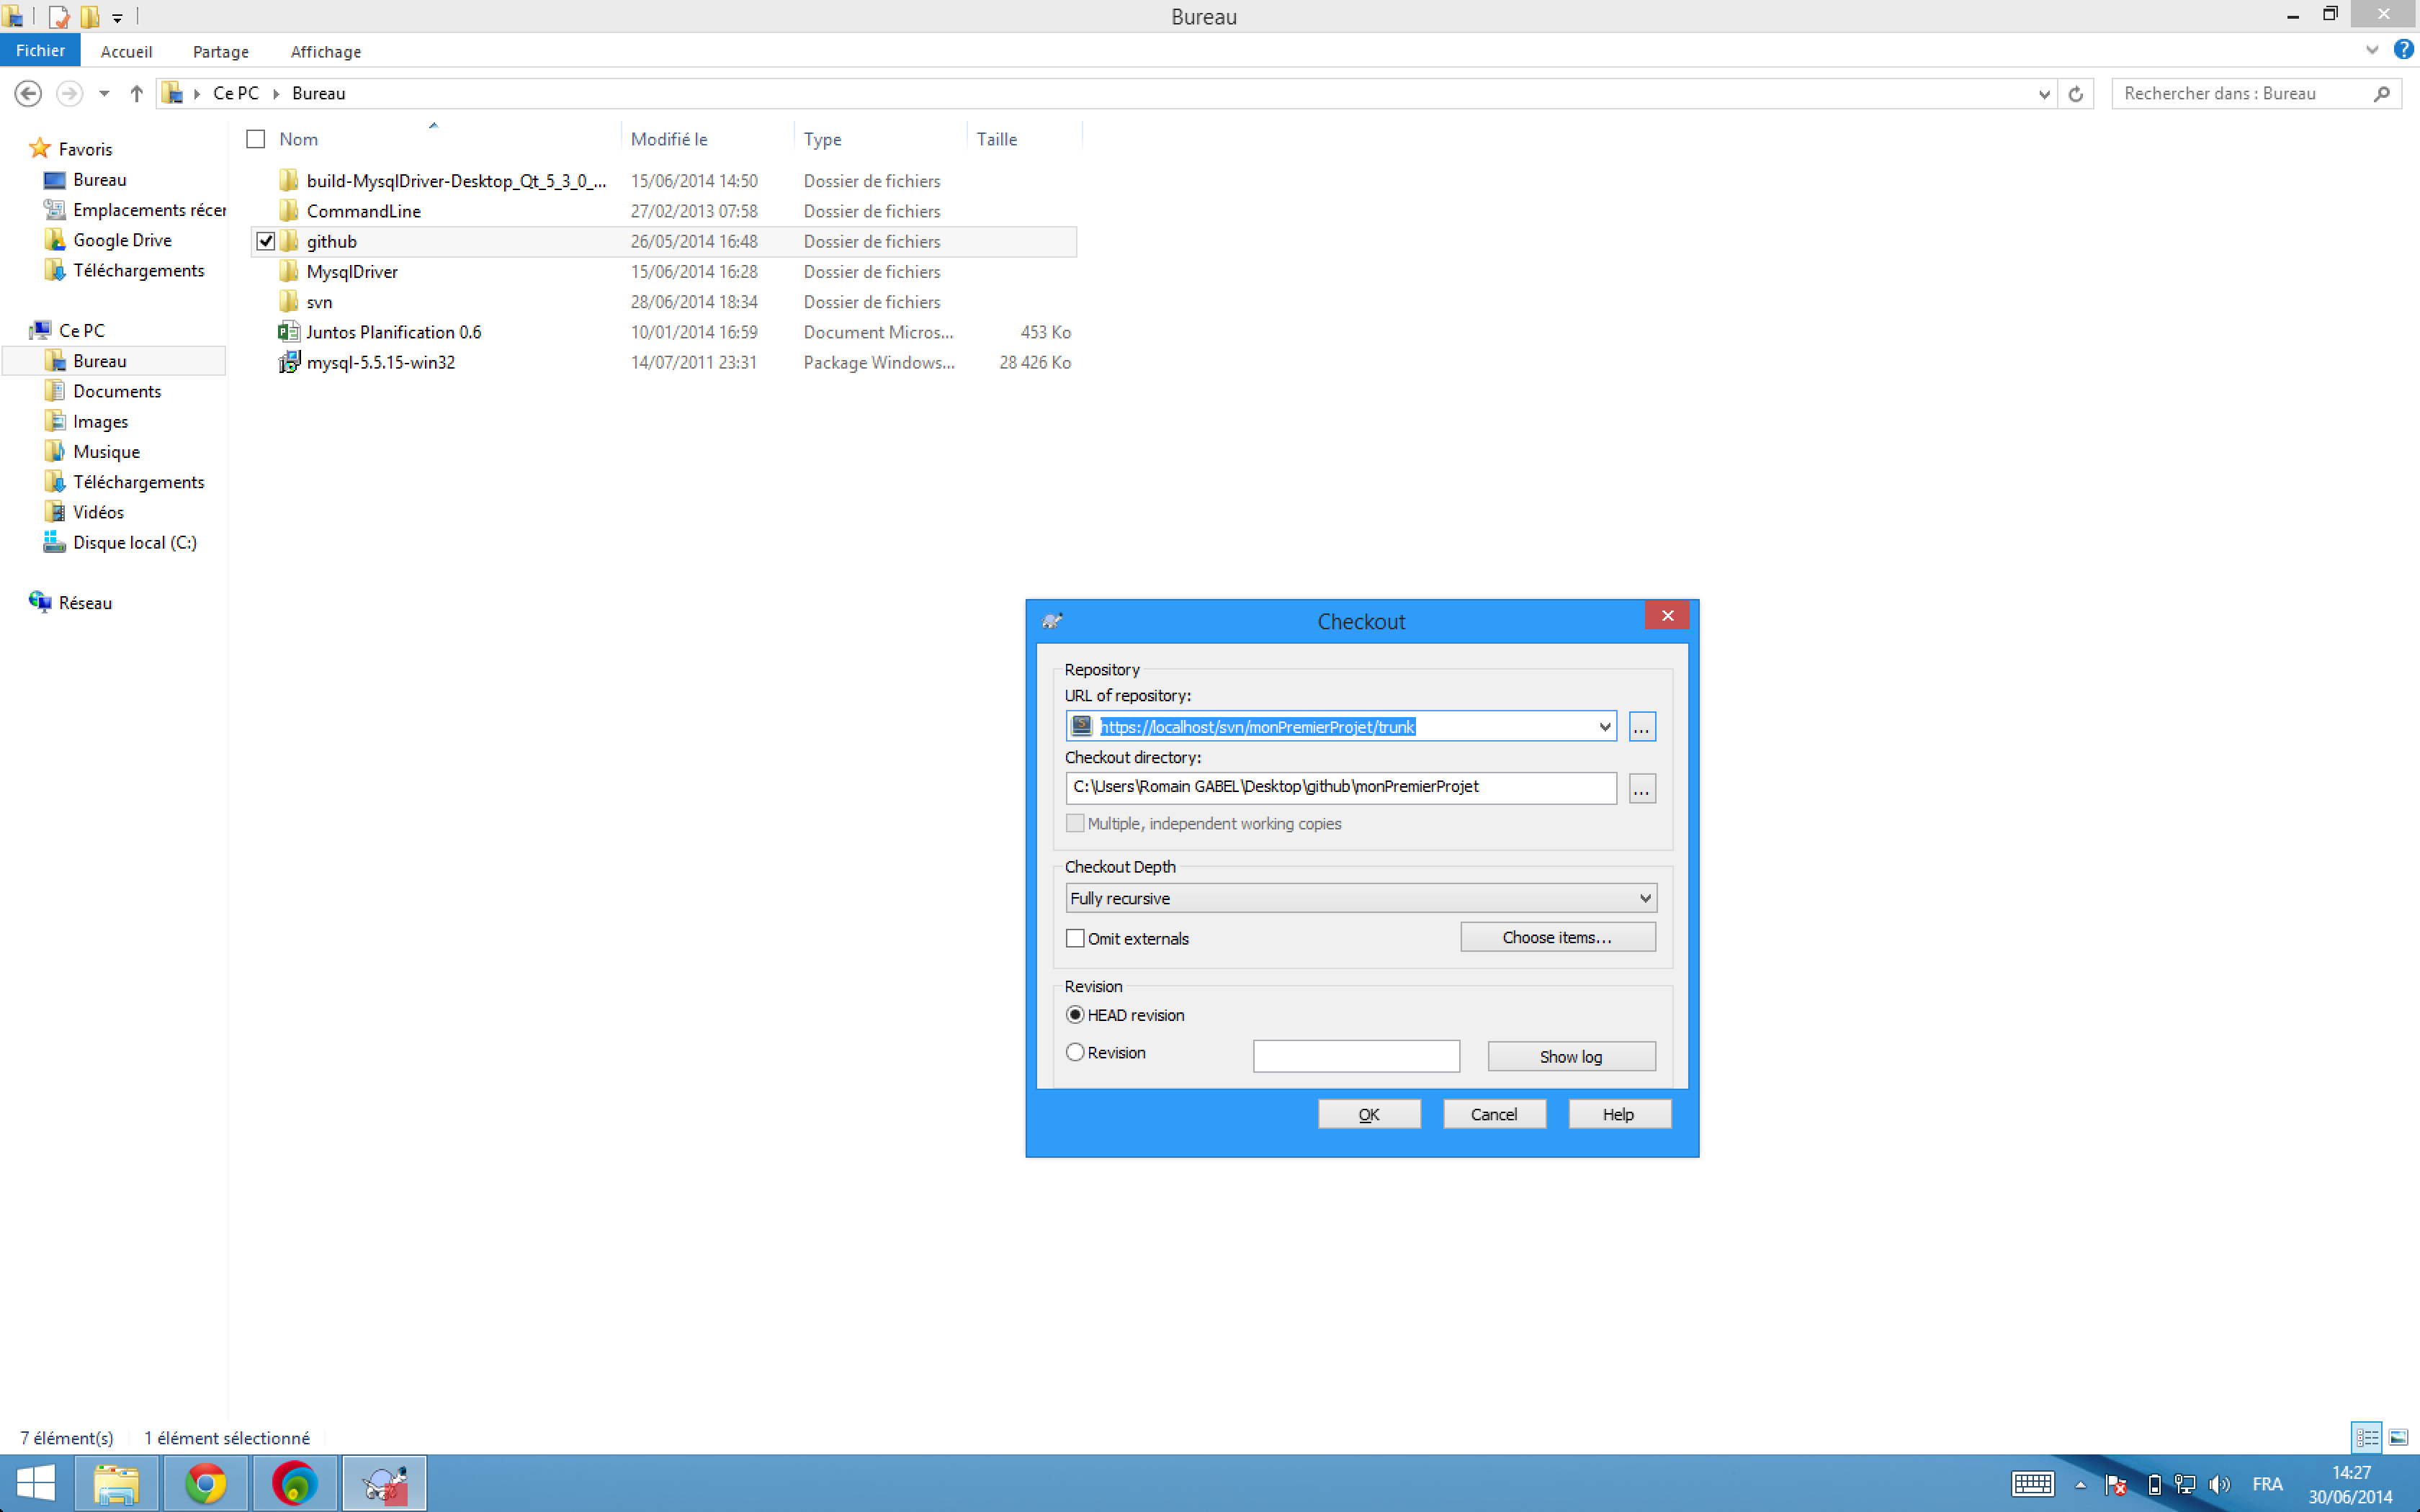 Bureau
Fichier Accueil Partage Affichage
Ce PC Bureau
Rechercher dans : Bureau
Nom Modifié le Type Taille
build-MysqlDriver-Desktop_Qt_5_3_0_... 15/06/2014 14:50 Dossier de fichiers
CommandLine 27/02/2013 07:58 Dossier de fichiers
github 26/05/2014 16:48 Dossier de fichiers
MysqlDriver 15/06/2014 16:28 Dossier de fichiers
svn 28/06/2014 18:34 Dossier de fichiers
Juntos Planification 0.6 10/01/2014 16:59 Document Micros... 453 Ko
mysql-5.5.15-win32 14/07/2011 23:31 Package Windows... 28 426 Ko
Favoris
Bureau
Emplacements récer
Google Drive
Téléchargements
Ce PC
Bureau
Documents
Images
Musique
Téléchargements
Vidéos
Disque local (C:)
Réseau
Checkout
Repository
URL of repository:
https://localhost/svn/monPremierProjet/trunk
...
Checkout directory:
C:\Users\Romain GABEL\Desktop\github\monPremierProjet
...
Multiple, independent working copies
Checkout Depth
Fully recursive
Omit externals
Choose items...
Revision
HEAD revision
Revision
Show log
OK Cancel Help
7 élément(s) 1 élément sélectionné
FRA
14:27
30/06/2014